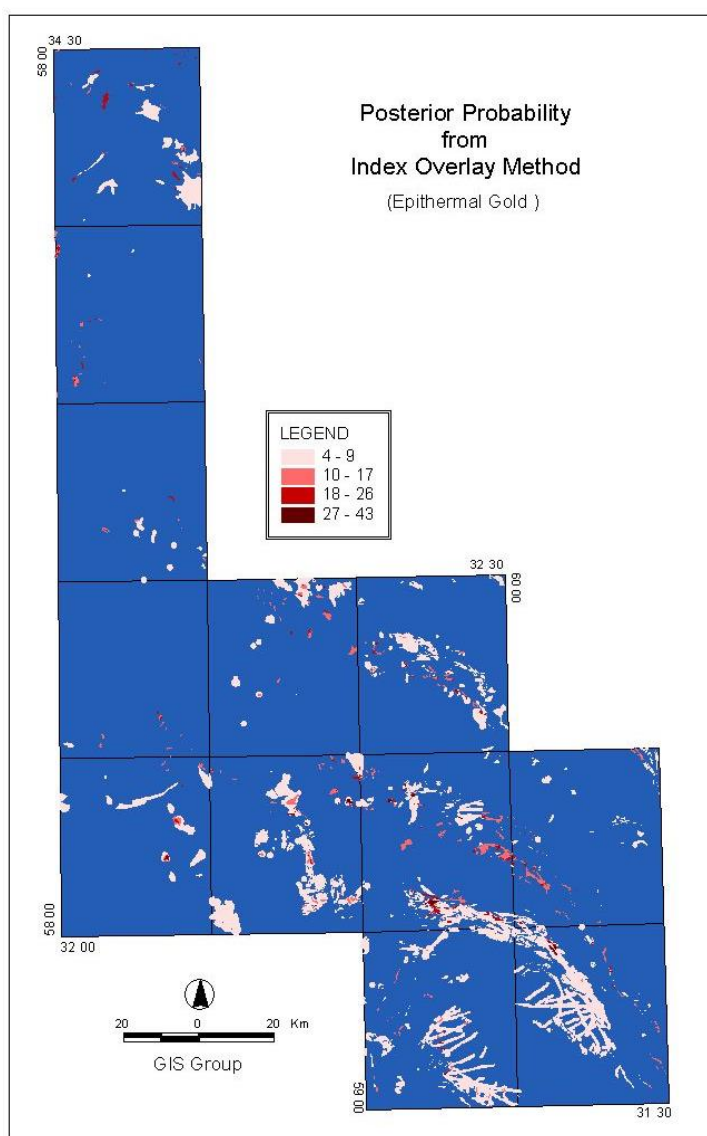 34 30
58 00
Posterior Probability
from
Index Overlay Method
(Epithermal Gold )
LEGEND
4 - 9
10 - 17
18 - 26
27 - 43
32 30
60 00
58 00
32 00
20 0 20 Km
GIS Group
59 00
31 30